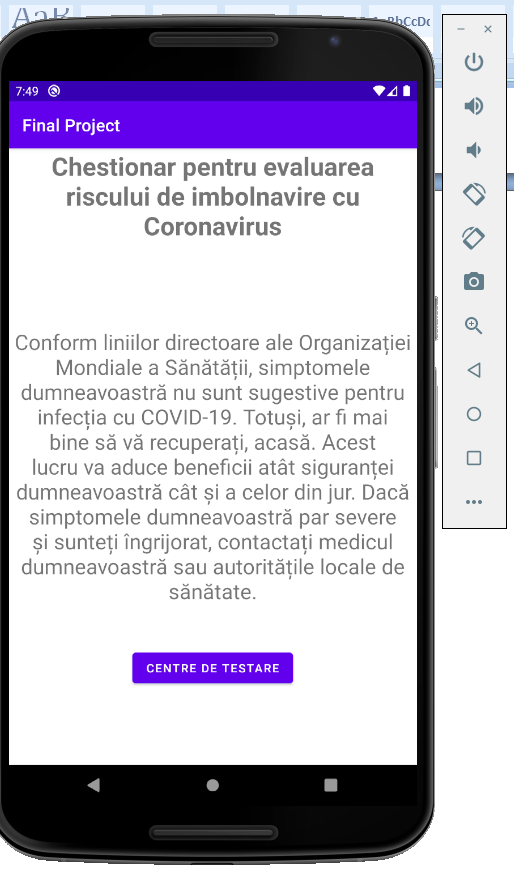 AaB
BbCcDc
7:49
Final Project
Chestionar pentru evaluarea
riscului de imbolnavire cu
Coronavirus
Conform liniilor directoare ale Organizației
Mondiale a Sănătății, simptomele
dumneavoastră nu sunt sugestive pentru
infecția cu COVID-19. Totuși, ar fi mai
bine să vă recuperați, acasă. Acest
lucru va aduce beneficii atât siguranței
dumneavoastră cât și a celor din jur. Dacă
simptomele dumneavoastră par severe
și sunteți îngrijorat, contactați medicul
dumneavoastră sau autoritățile locale de
sănătate.
CENTRE DE TESTARE